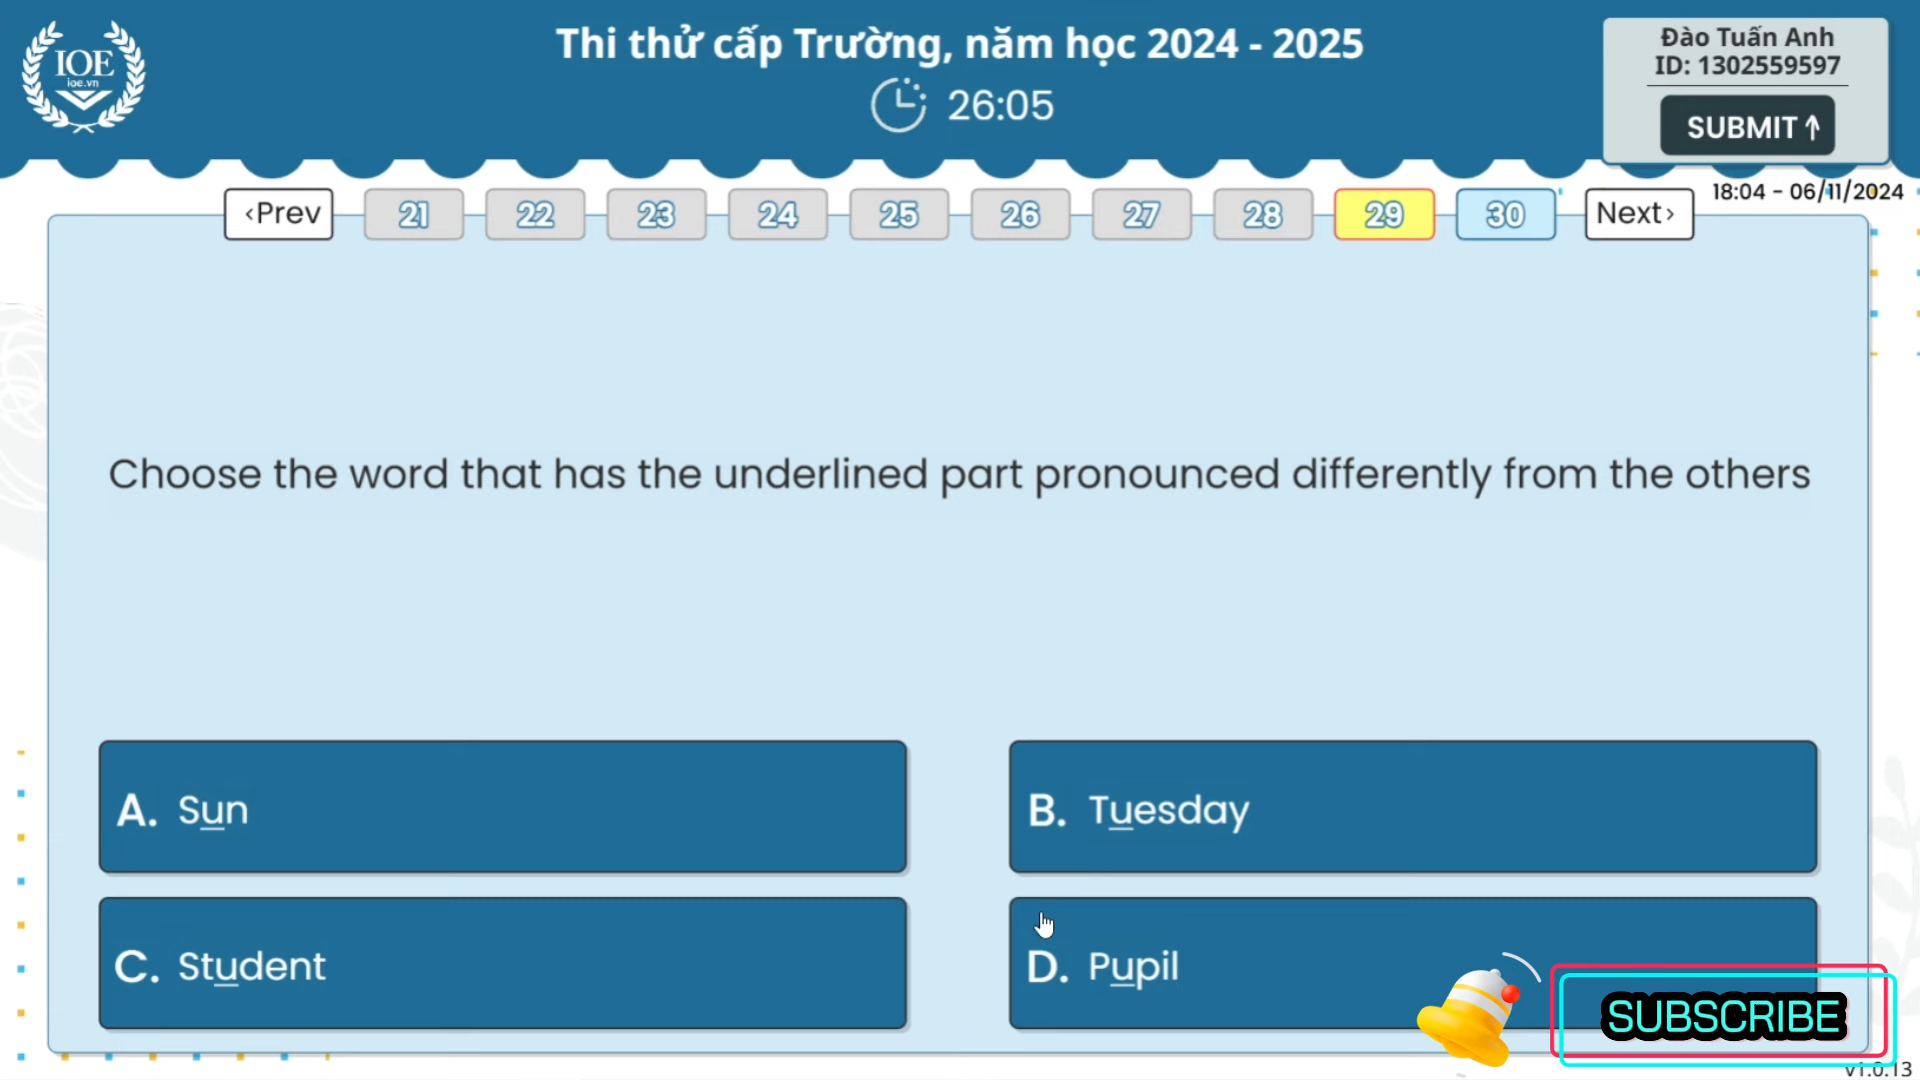 IOE
ioe.vn
Thi thử cấp Trường, năm học 2024 - 2025
26:05
Đào Tuấn Anh
ID: 1302559597
SUBMIT
18:04 - 06/11/2024
‹Prev
21
22
23
24
25
26
27
28
29
30
Next›
Choose the word that has the underlined part pronounced differently from the others
A. Sun
B. Tuesday
C. Student
D. Pupil
SUBSCRIBE
v1.0.13